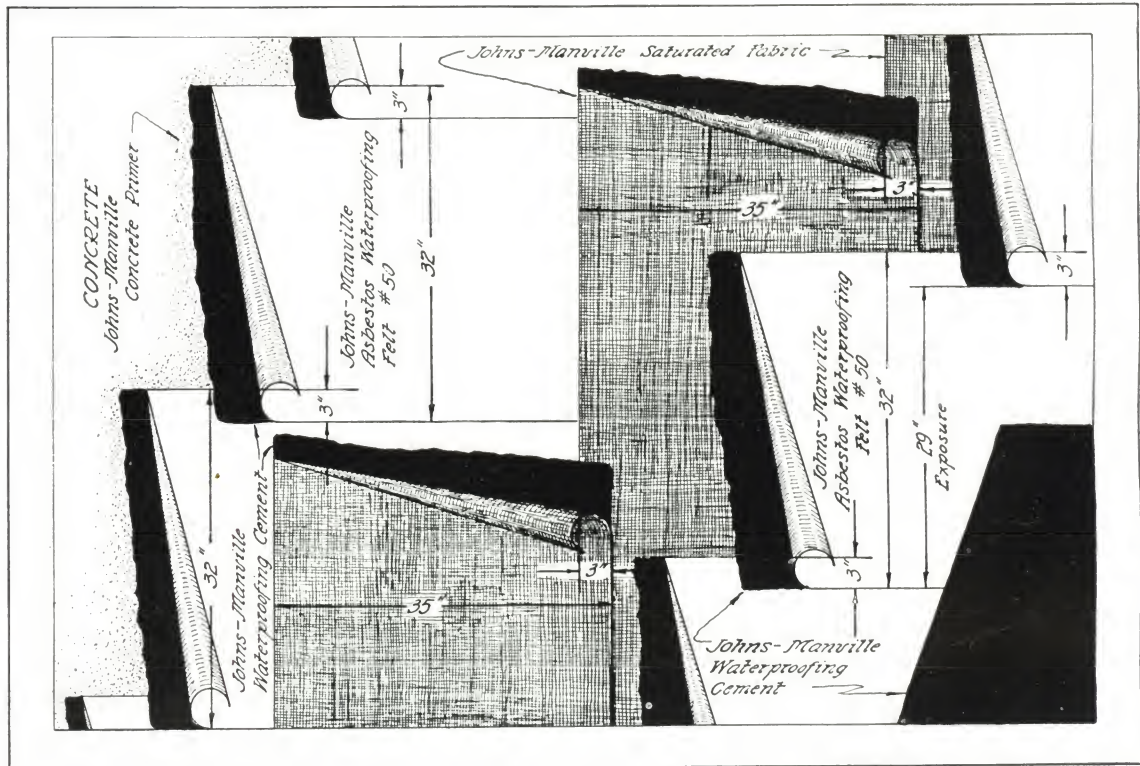 Johns-Manville Saturated Fabric
3"
CONCRETE
Johns-Manville
Concrete Primer
Johns-Manville
Asbestos Waterproofing
Felt #50
32"
3"
3"
35"
3"
Johns-Manville
Asbestos Waterproofing
Felt #50
32"
29"
Exposure
3"
32"
Johns-Manville
Waterproofing Cement
3"
35"
Johns-Manville
Waterproofing
Cement